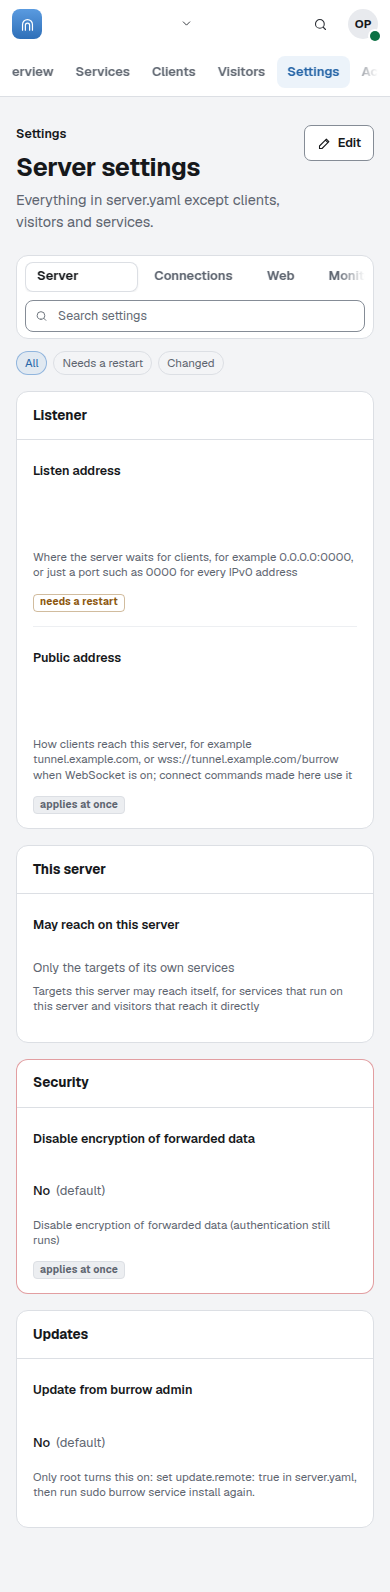 OP
erview Services Clients Visitors Settings Ac
Settings
Edit
Server settings
Everything in server.yaml except clients,
visitors and services.
Server Connections Web Monit
Search settings
All Needs a restart Changed
Listener
Listen address
Where the server waits for clients, for example 0.0.0.0:0000,
or just a port such as 0000 for every IPv0 address
needs a restart
Public address
How clients reach this server, for example
tunnel.example.com, or wss://tunnel.example.com/burrow
when WebSocket is on; connect commands made here use it
applies at once
This server
May reach on this server
Only the targets of its own services
Targets this server may reach itself, for services that run on
this server and visitors that reach it directly
Security
Disable encryption of forwarded data
No (default)
Disable encryption of forwarded data (authentication still
runs)
applies at once
Updates
Update from burrow admin
No (default)
Only root turns this on: set update.remote: true in server.yaml,
then run sudo burrow service install again.